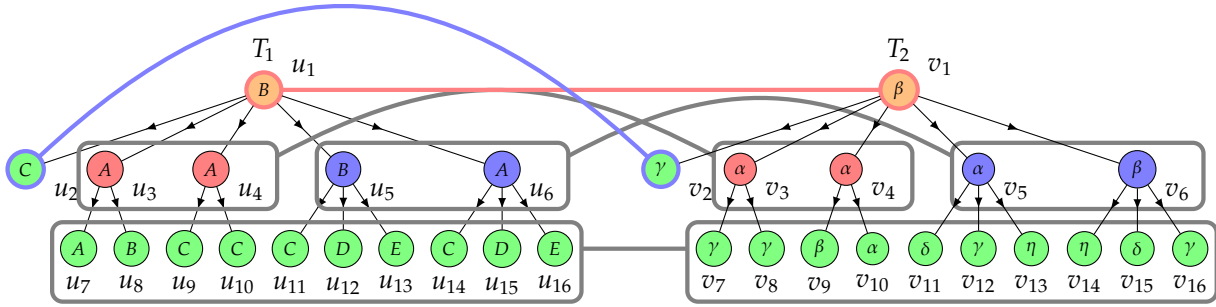 T₁ T₂
u₁ v₁
B β
C A A B A γ α α α β
u₂ u₃ u₄ u₅ u₆ v₂ v₃ v₄ v₅ v₆
A B C C C D E C D E γ γ β α δ γ η η δ γ
u₇ u₈ u₉ u₁₀ u₁₁ u₁₂ u₁₃ u₁₄ u₁₅ u₁₆ v₇ v₈ v₉ v₁₀ v₁₁ v₁₂ v₁₃ v₁₄ v₁₅ v₁₆